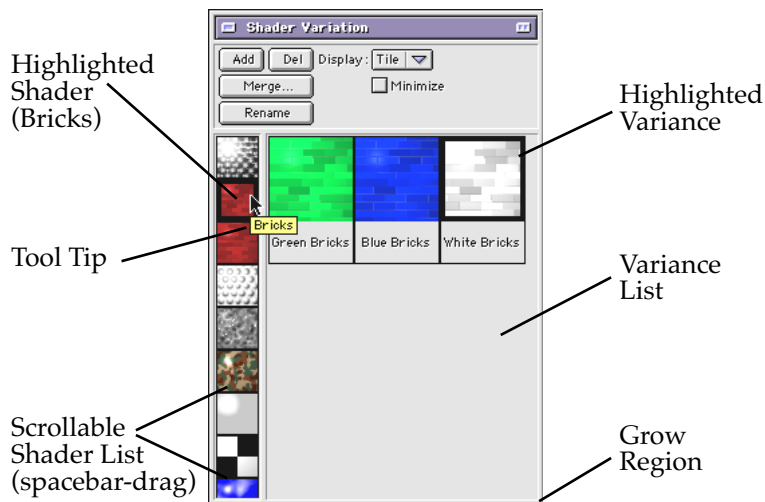 Shader Variation
Add
Del
Display:
Tile
Merge...
Minimize
Rename
Highlighted
Shader
(Bricks)
Highlighted
Variance
Bricks
Green Bricks
Blue Bricks
White Bricks
Tool Tip
Variance
List
Scrollable
Shader List
(spacebar-drag)
Grow
Region